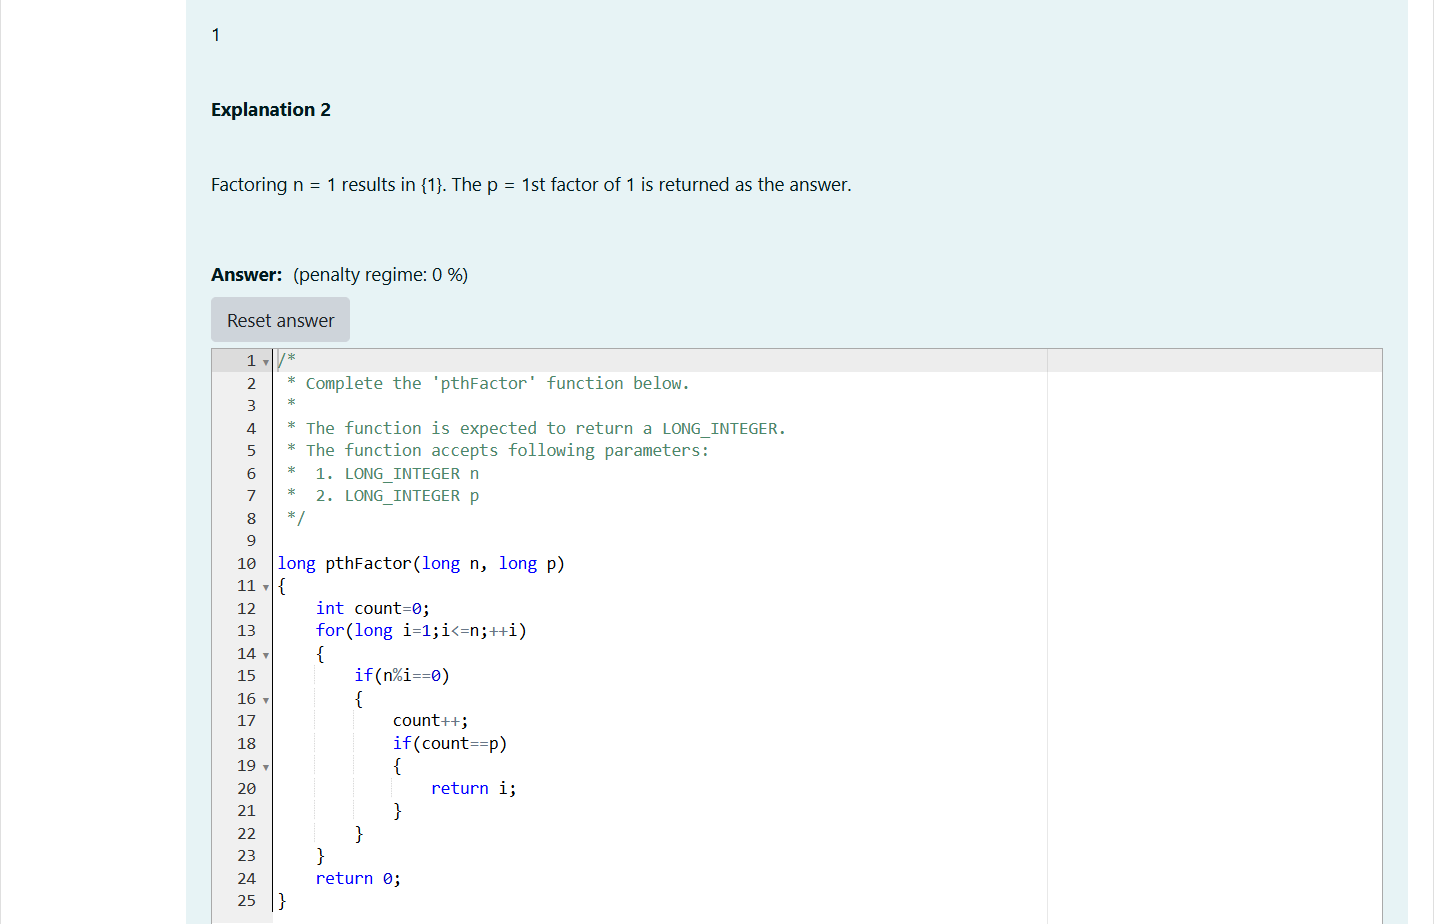 1
Explanation 2
Factoring n = 1 results in {1}. The p = 1st factor of 1 is returned as the answer.
Answer: (penalty regime: 0 %)
Reset answer
1 /*
2  * Complete the 'pthFactor' function below.
3  *
4  * The function is expected to return a LONG_INTEGER.
5  * The function accepts following parameters:
6  *  1. LONG_INTEGER n
7  *  2. LONG_INTEGER p
8  */
9
10 long pthFactor(long n, long p)
11 {
12     int count=0;
13     for(long i=1;i<=n;++i)
14     {
15         if(n%i==0)
16         {
17             count++;
18             if(count==p)
19             {
20                 return i;
21             }
22         }
23     }
24     return 0;
25 }